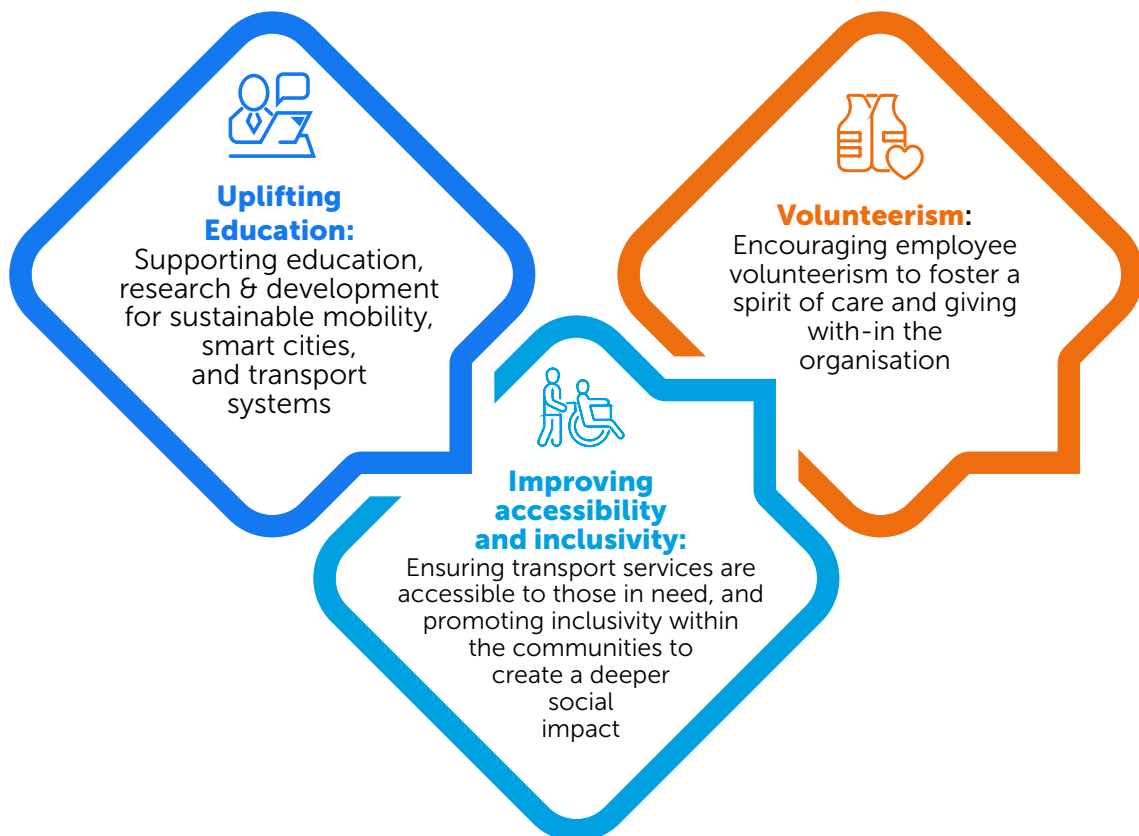 Uplifting
Education:
Supporting education,
research & development
for sustainable mobility,
smart cities,
and transport
systems
Volunteerism:
Encouraging employee
volunteerism to foster a
spirit of care and giving
with-in the
organisation
Improving
accessibility
and inclusivity:
Ensuring transport services are
accessible to those in need, and
promoting inclusivity within
the communities to
create a deeper
social
impact